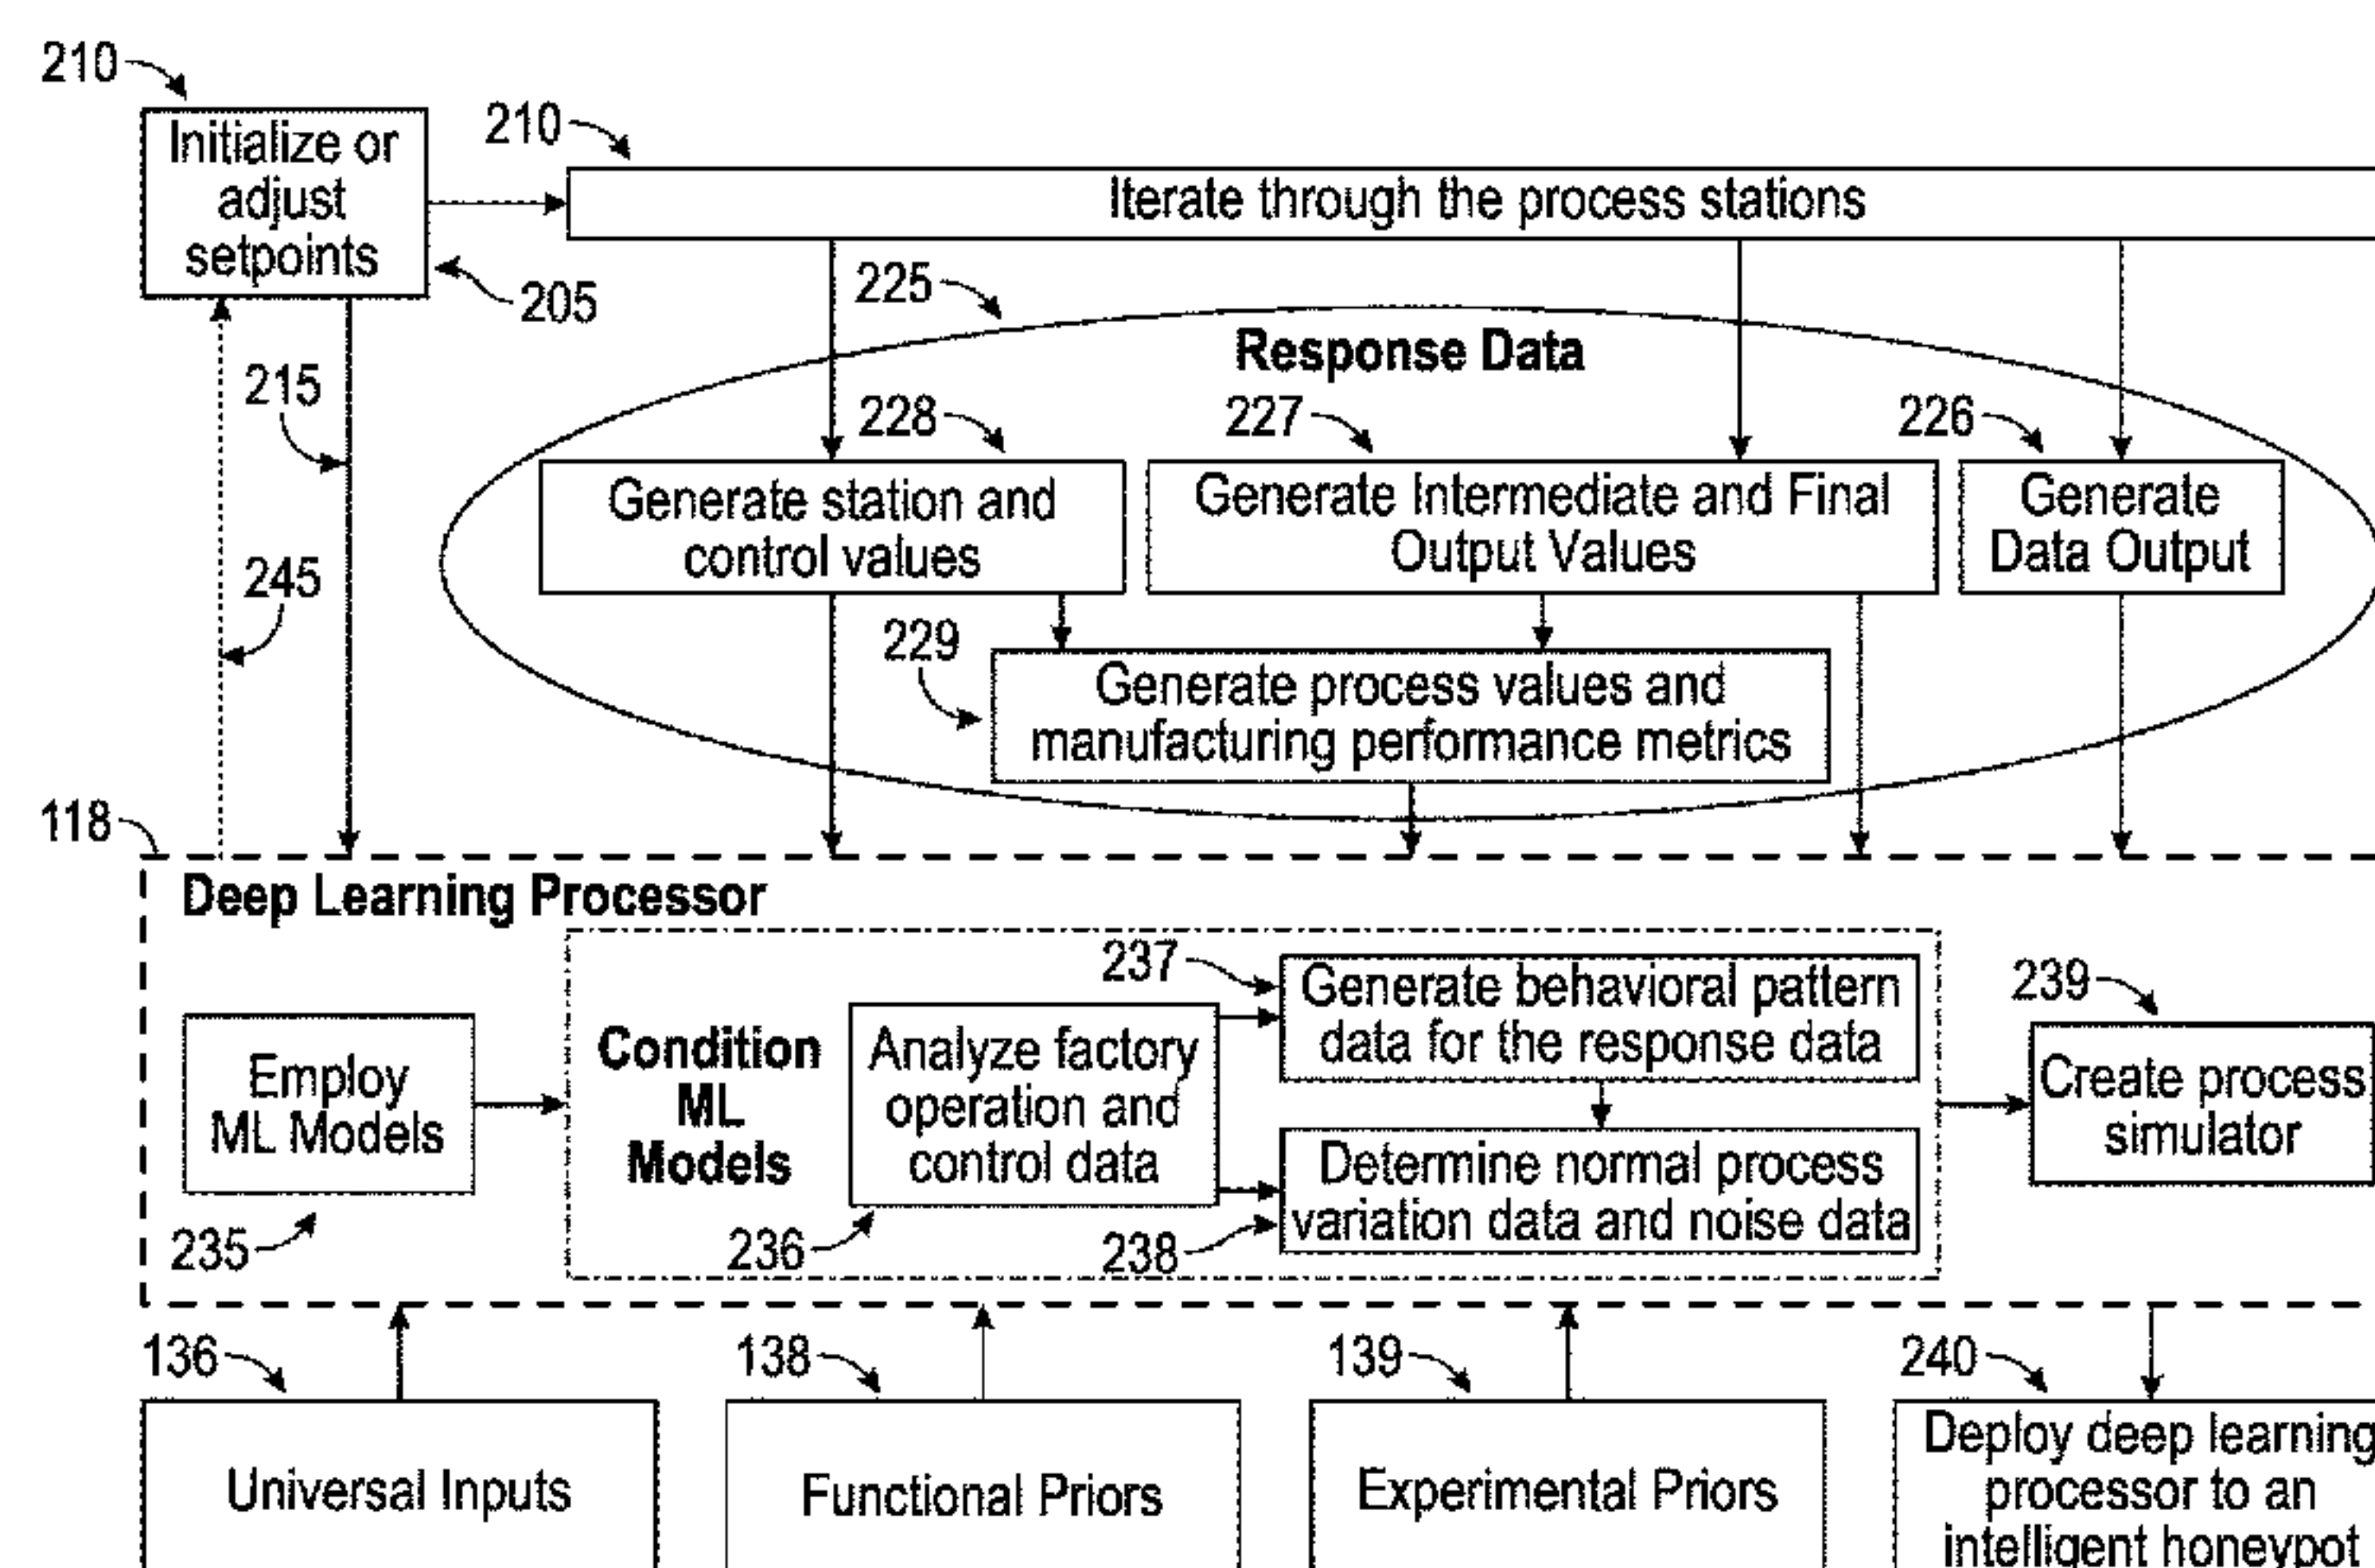 210
Initialize or
adjust
setpoints
205
210
Iterate through the process stations
215
245
225
Response Data
228
Generate station and
control values
227
Generate Intermediate and Final
Output Values
226
Generate
Data Output
229
Generate process values and
manufacturing performance metrics
118
Deep Learning Processor
Employ
ML Models
235
Condition
ML
Models
Analyze factory
operation and
control data
236
237
Generate behavioral pattern
data for the response data
Determine normal process
variation data and noise data
238
239
Create process
simulator
136
Universal Inputs
138
Functional Priors
139
Experimental Priors
240
Deploy deep learning
processor to an
intelligent honeypot